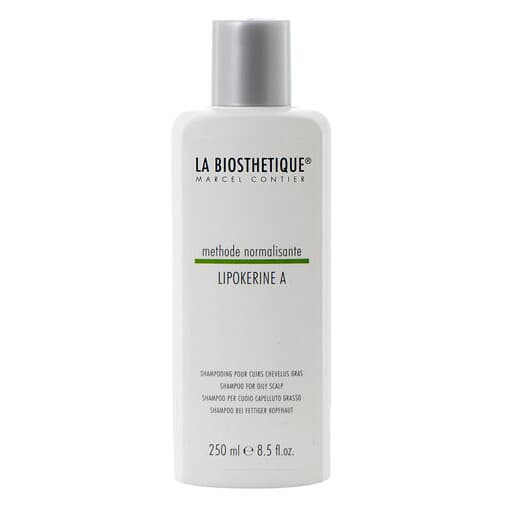 LA BIOSTHETIQUE®
MARCEL CONTIER
methode normalisante
LIPOKERINE A
SHAMPOOING POUR CUIRS CHEVELUS GRAS
SHAMPOO FOR OILY SCALP
SHAMPOO PER CUOIO CAPELLUTO GRASSO
SHAMPOO BEI FETTIGER KOPFHAUT
250 ml ℮ 8.5 fl.oz.